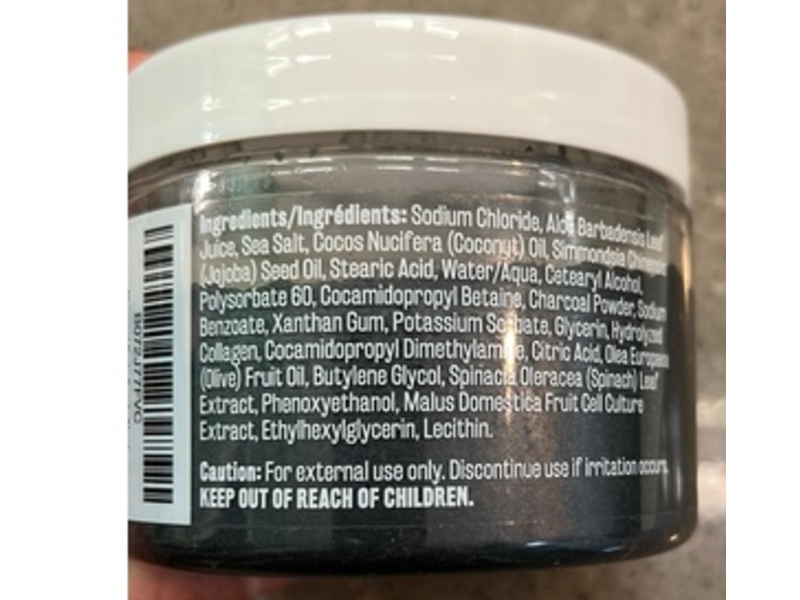 Ingredients/Ingrédients: Sodium Chloride, Aloe Barbadensis Leaf
Juice, Sea Salt, Cocos Nucifera (Coconut) Oil, Simmondsia Chinensis
(Jojoba) Seed Oil, Stearic Acid, Water/Aqua, Cetearyl Alcohol,
Polysorbate 60, Cocamidopropyl Betaine, Charcoal Powder, Sodium
Benzoate, Xanthan Gum, Potassium Sorbate, Glycerin, Hydrolyzed
Collagen, Cocamidopropyl Dimethylamine, Citric Acid, Olea Europaea
(Olive) Fruit Oil, Butylene Glycol, Spinacia Oleracea (Spinach) Leaf
Extract, Phenoxyethanol, Malus Domestica Fruit Cell Culture
Extract, Ethylhexylglycerin, Lecithin.
Caution: For external use only. Discontinue use if irritation occurs.
KEEP OUT OF REACH OF CHILDREN.